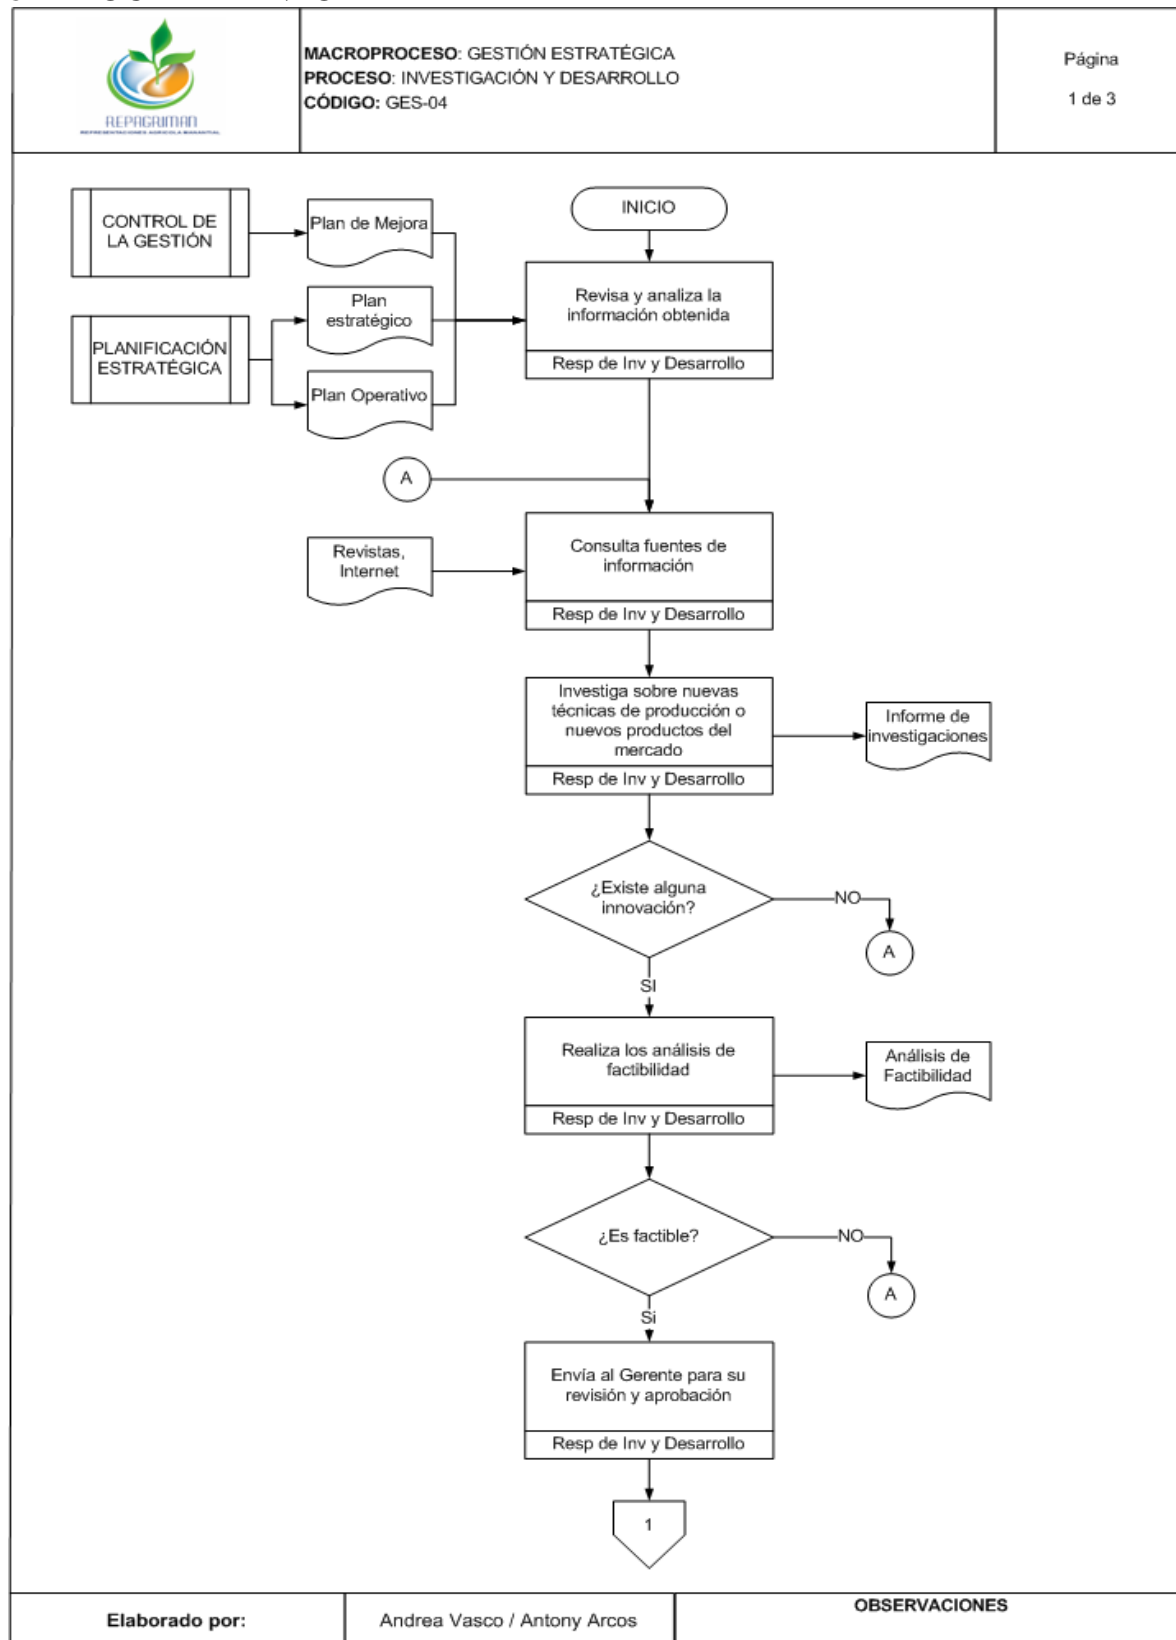 REPAGRIMAN
REPRESENTACIONES AGRICOLA MANANTIAL
MACROPROCESO: GESTIÓN ESTRATÉGICA
PROCESO: INVESTIGACIÓN Y DESARROLLO
CÓDIGO: GES-04
Página
1 de 3
CONTROL DE
LA GESTIÓN
Plan de Mejora
INICIO
Revisa y analiza la
información obtenida
Resp de Inv y Desarrollo
Plan
estratégico
PLANIFICACIÓN
ESTRATÉGICA
Plan Operativo
A
Revistas,
Internet
Consulta fuentes de
información
Resp de Inv y Desarrollo
Investiga sobre nuevas
técnicas de producción o
nuevos productos del
mercado
Resp de Inv y Desarrollo
Informe de
investigaciones
¿Existe alguna
innovación?
NO
A
SI
Realiza los análisis de
factibilidad
Resp de Inv y Desarrollo
Análisis de
Factibilidad
¿Es factible?
NO
A
Si
Envía al Gerente para su
revisión y aprobación
Resp de Inv y Desarrollo
1
Elaborado por:
Andrea Vasco / Antony Arcos
OBSERVACIONES